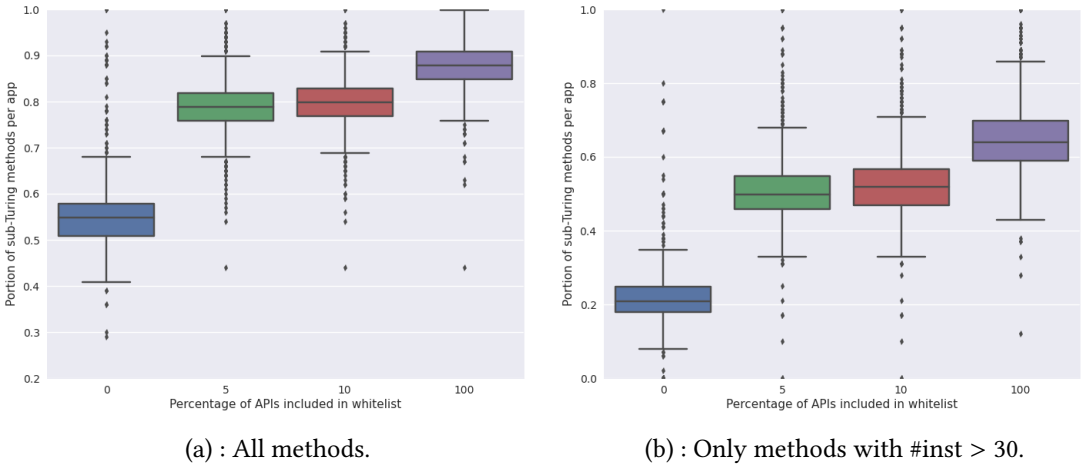 1.0
0.9
0.8
0.7
0.6
0.5
0.4
0.3
0.2
Portion of sub-Turing methods per app
0 5 10 100
Percentage of APIs included in whitelist
(a) : All methods.
1.0
0.8
0.6
0.4
0.2
0.0
Portion of sub-Turing methods per app
0 5 10 100
Percentage of APIs included in whitelist
(b) : Only methods with #inst > 30.